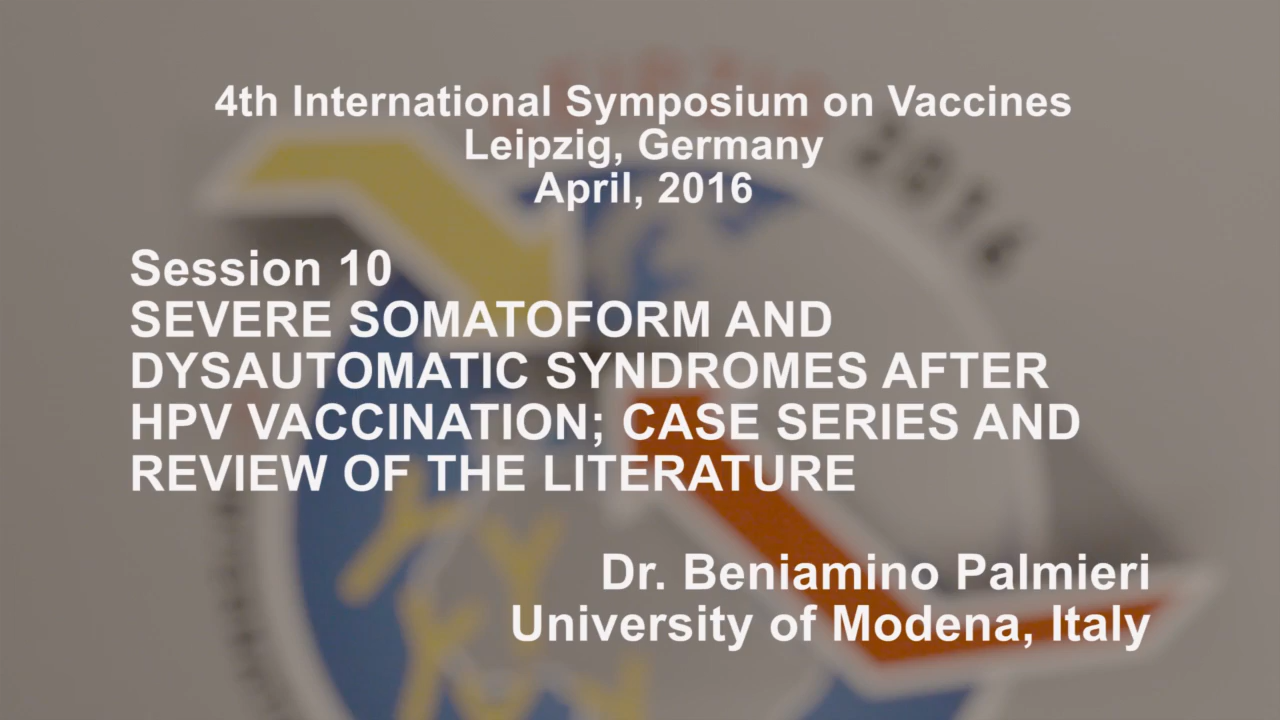 4th International Symposium on Vaccines
Leipzig, Germany
April, 2016
Session 10
SEVERE SOMATOFORM AND
DYSAUTOMATIC SYNDROMES AFTER
HPV VACCINATION; CASE SERIES AND
REVIEW OF THE LITERATURE
Dr. Beniamino Palmieri
University of Modena, Italy
2016